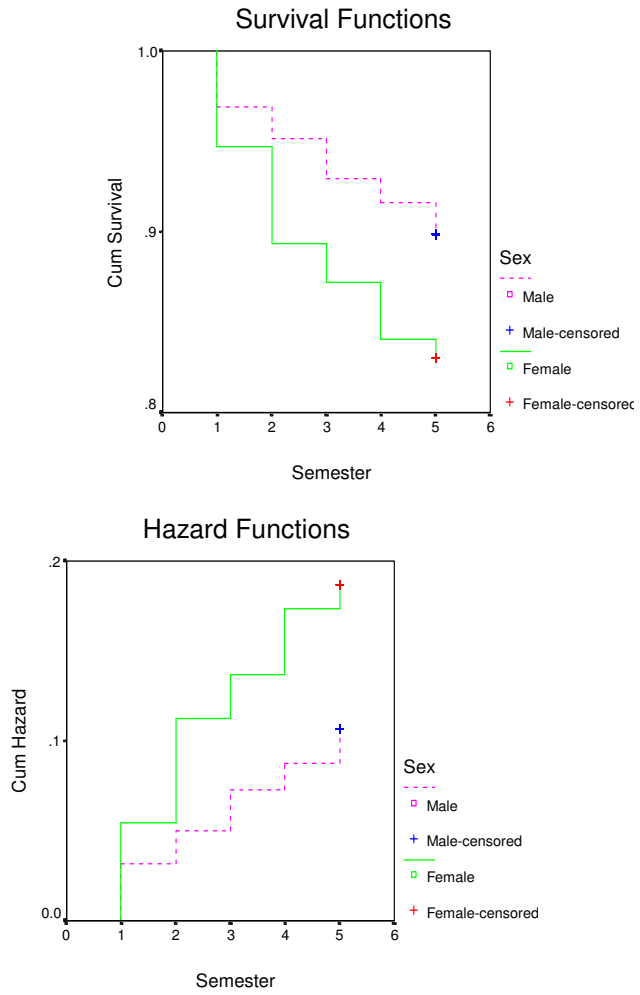 Survival Functions
1.0
.9
.8
Cum Survival
0 1 2 3 4 5 6
Semester
Sex
Male
Male-censored
Female
Female-censored
Hazard Functions
.2
.1
0.0
Cum Hazard
0 1 2 3 4 5 6
Semester
Sex
Male
Male-censored
Female
Female-censored